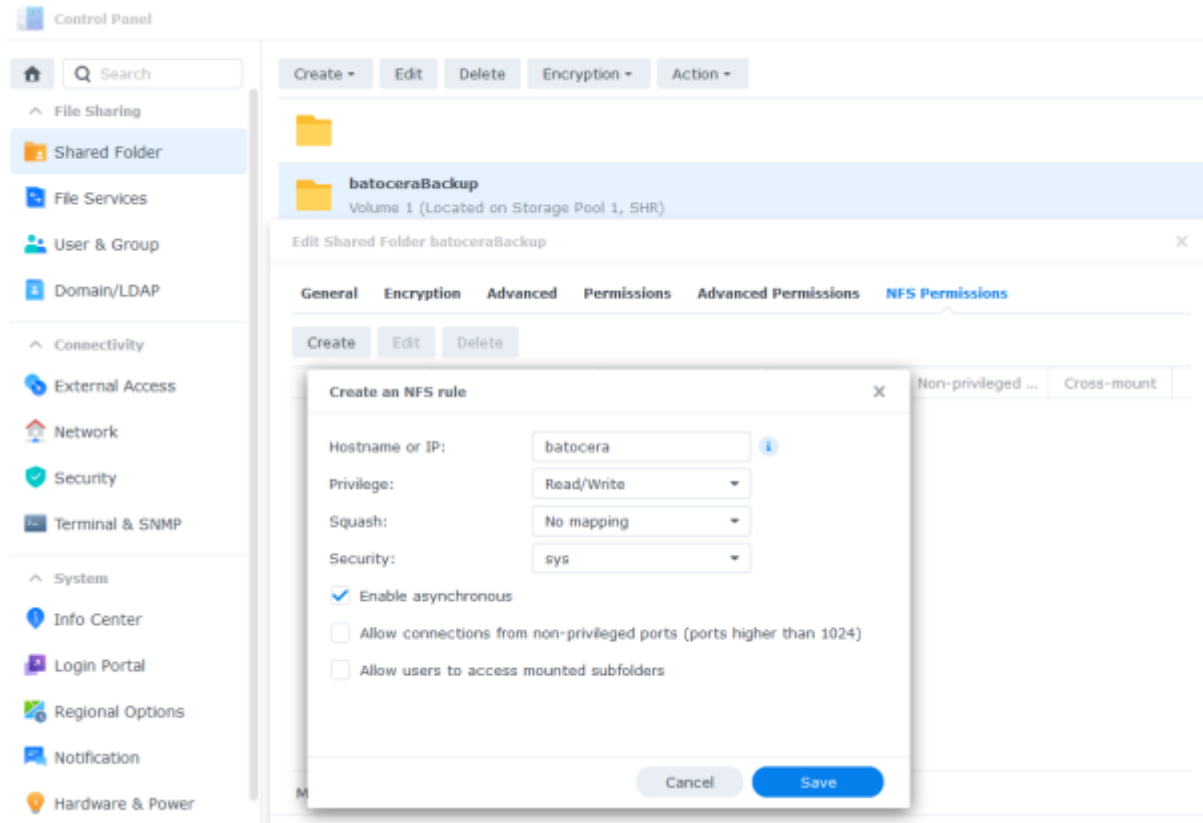 Control Panel
Search
Create Edit Delete Encryption Action
File Sharing
Shared Folder
batoceraBackup
Volume 1 (Located on Storage Pool 1, SHR)
File Services
User & Group
Domain/LDAP
Connectivity
External Access
Network
Security
Terminal & SNMP
System
Info Center
Login Portal
Regional Options
Notification
Hardware & Power
Edit Shared Folder batoceraBackup
General Encryption Advanced Permissions Advanced Permissions NFS Permissions
Create Edit Delete
Non-privileged ... Cross-mount
Create an NFS rule
Hostname or IP: batocera
Privilege: Read/Write
Squash: No mapping
Security: sys
Enable asynchronous
Allow connections from non-privileged ports (ports higher than 1024)
Allow users to access mounted subfolders
Cancel Save